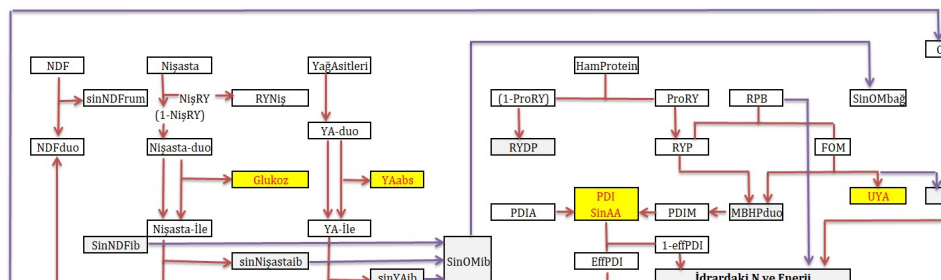 NDF
Nişasta
YağAsitleri
HamProtein
sinNDFrum
NişRY
RYNiş
(1-NişRY)
(1-ProRY)
ProRY
RPB
SinOMbağ
NDFduo
Nişasta-duo
YA-duo
RYDP
RYP
FOM
Glukoz
YAabs
PDI
SinAA
UYA
PDIA
PDIM
MBHPduo
Nişasta-İle
YA-İle
SinNDFib
1-effPDI
SinOMib
sinNişastaib
EffPDI
sinYAib
İdrardaki N ve Enerji